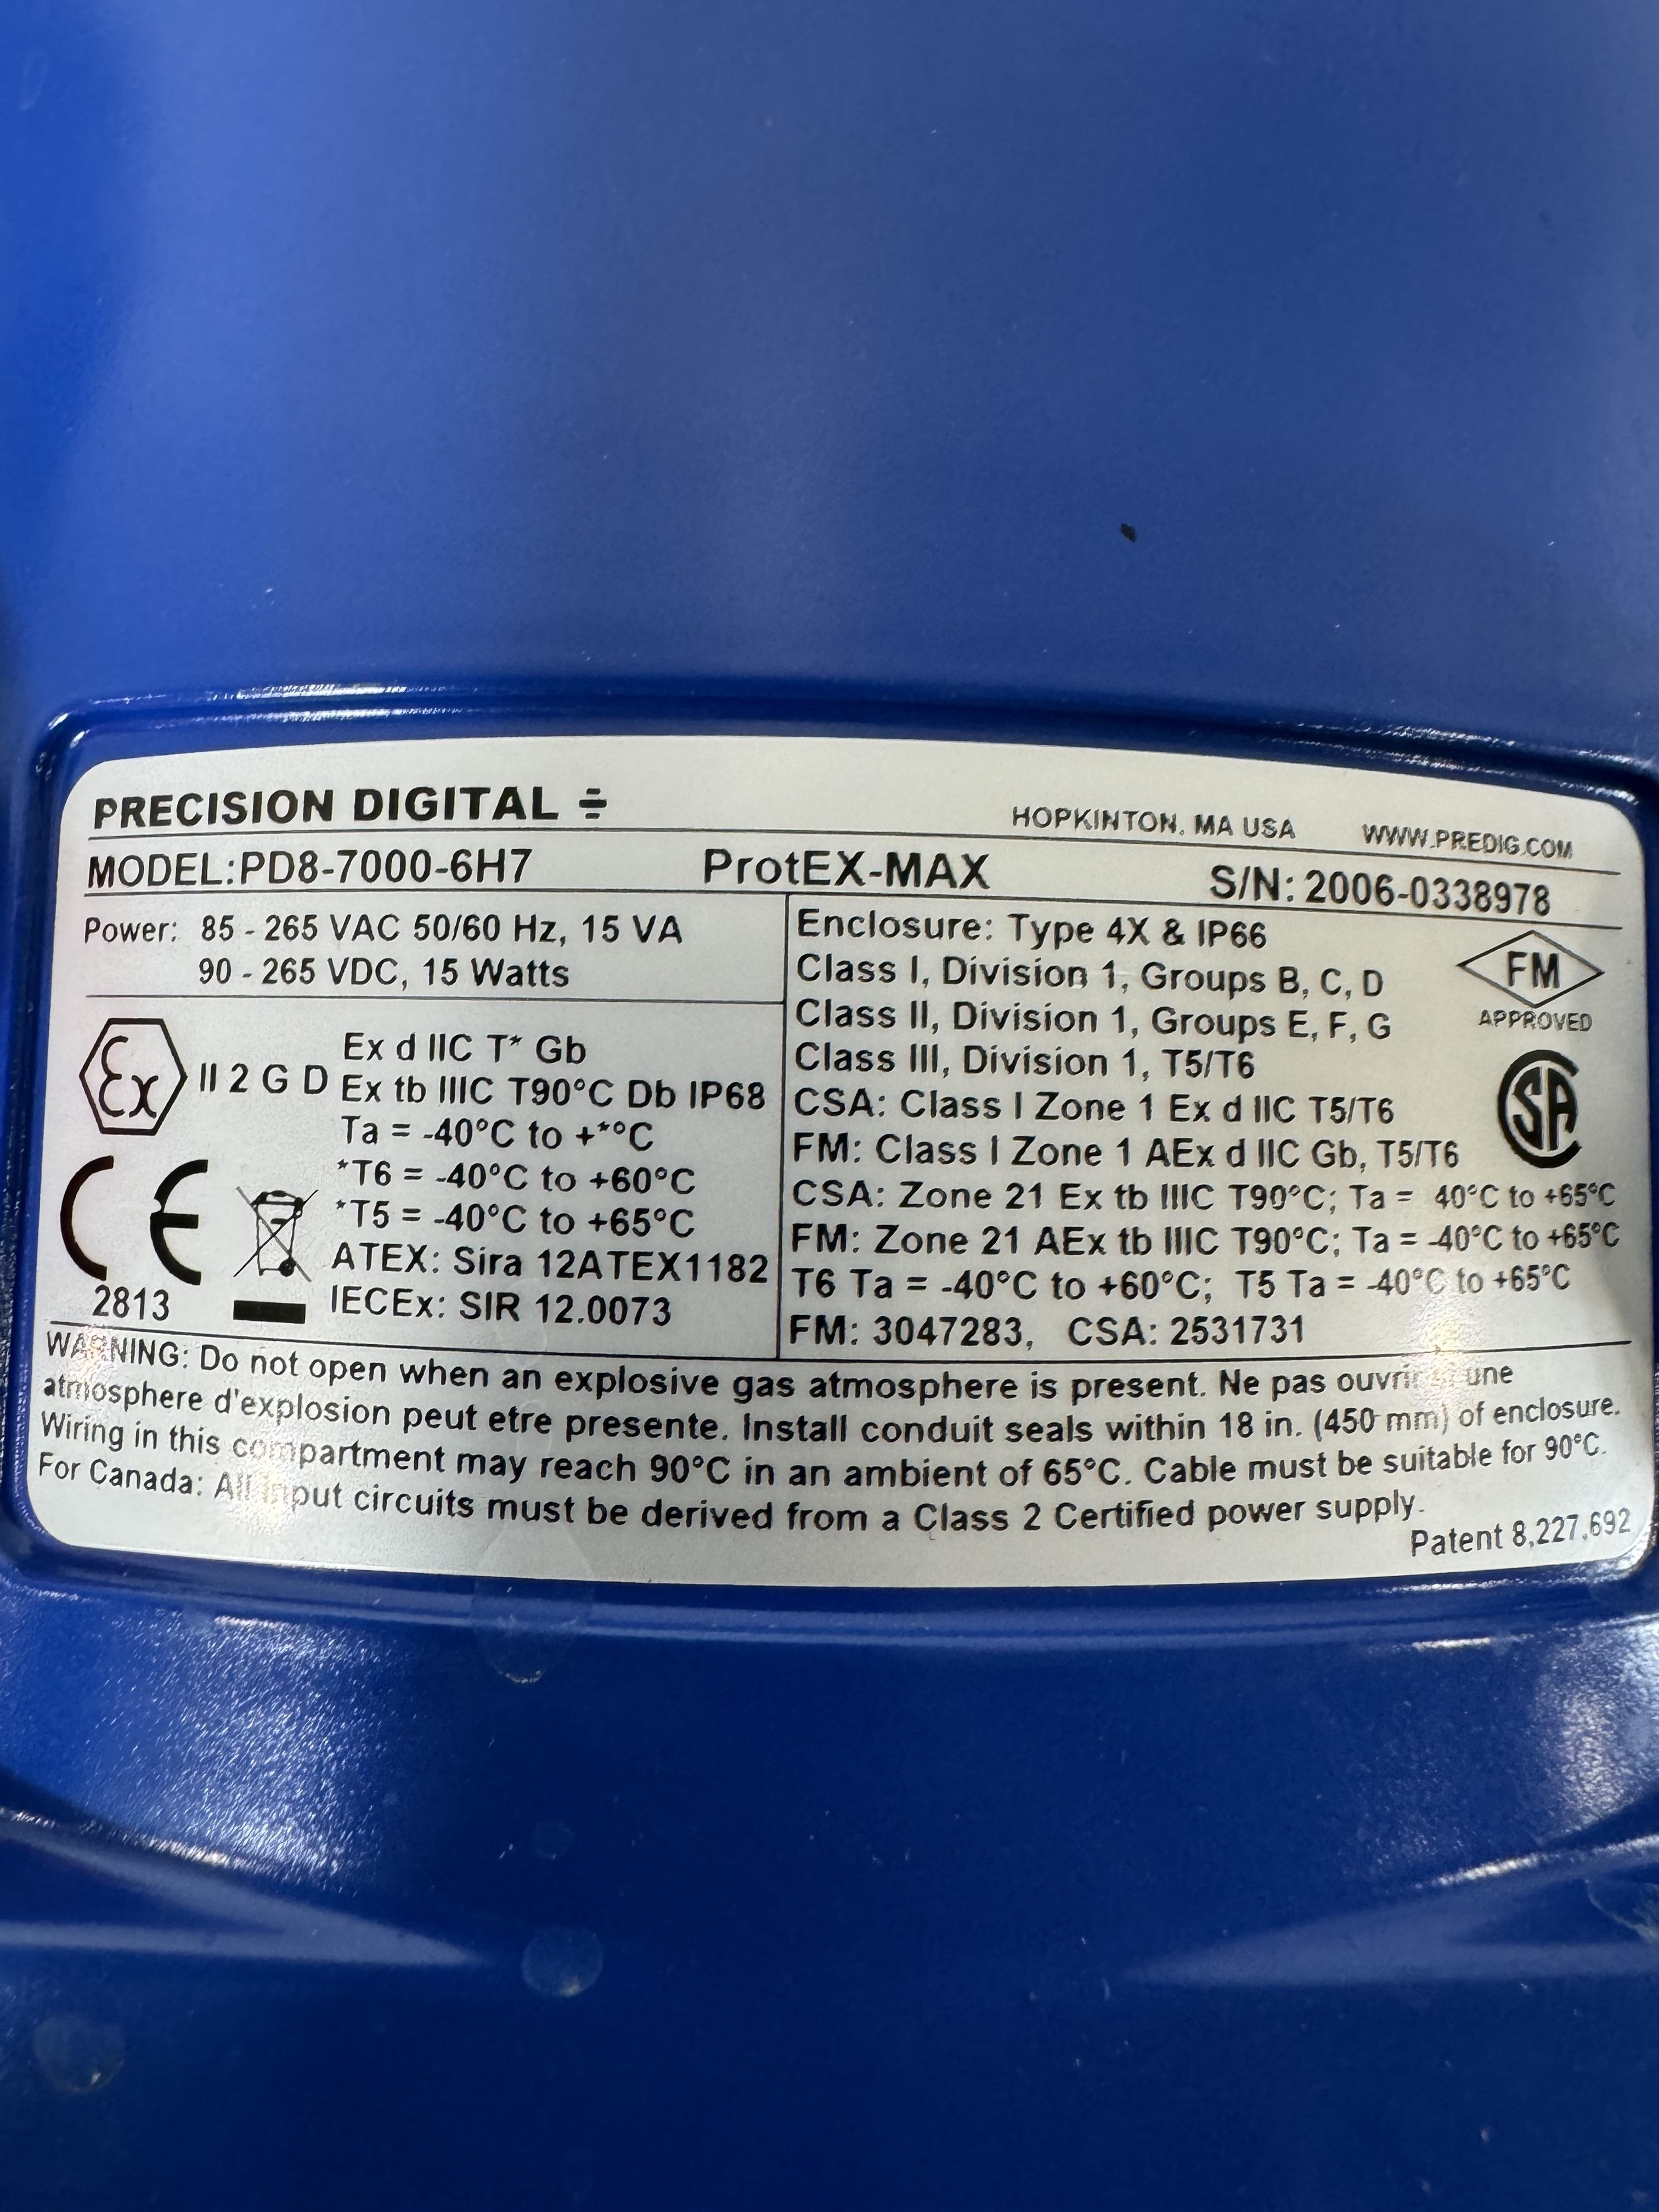 PRECISION DIGITAL HOPKINTON, MA USA WWW.PREDIG.COM
MODEL:PD8-7000-6H7 ProtEX-MAX S/N: 2006-0338978
Power: 85 - 265 VAC 50/60 Hz, 15 VA
90 - 265 VDC, 15 Watts
Ex II 2 G D
Ex d IIC T* Gb
Ex tb IIIC T90°C Db IP68
Ta = -40°C to +*°C
*T6 = -40°C to +60°C
*T5 = -40°C to +65°C
ATEX: Sira 12ATEX1182
IECEx: SIR 12.0073
CE
2813
Enclosure: Type 4X & IP66
Class I, Division 1, Groups B, C, D
Class II, Division 1, Groups E, F, G
Class III, Division 1, T5/T6
CSA: Class I Zone 1 Ex d IIC T5/T6
FM: Class I Zone 1 AEx d IIC Gb, T5/T6
CSA: Zone 21 Ex tb IIIC T90°C; Ta = 40°C to +65°C
FM: Zone 21 AEx tb IIIC T90°C; Ta = -40°C to +65°C
T6 Ta = -40°C to +60°C; T5 Ta = -40°C to +65°C
FM: 3047283, CSA: 2531731
FM
APPROVED
SA
WARNING: Do not open when an explosive gas atmosphere is present. Ne pas ouvrir une
atmosphere d'explosion peut etre presente. Install conduit seals within 18 in. (450 mm) of enclosure.
Wiring in this compartment may reach 90°C in an ambient of 65°C. Cable must be suitable for 90°C.
For Canada: All input circuits must be derived from a Class 2 Certified power supply.
Patent 8,227,692